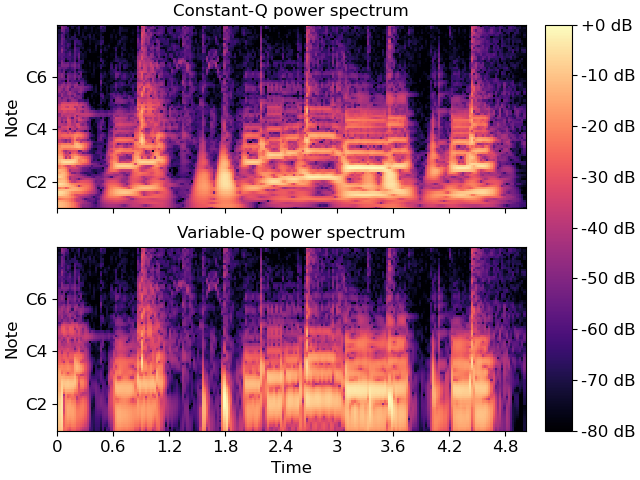 Constant-Q power spectrum
Note
C6
C4
C2
Variable-Q power spectrum
Note
C6
C4
C2
0 0.6 1.2 1.8 2.4 3 3.6 4.2 4.8
Time
+0 dB
-10 dB
-20 dB
-30 dB
-40 dB
-50 dB
-60 dB
-70 dB
-80 dB